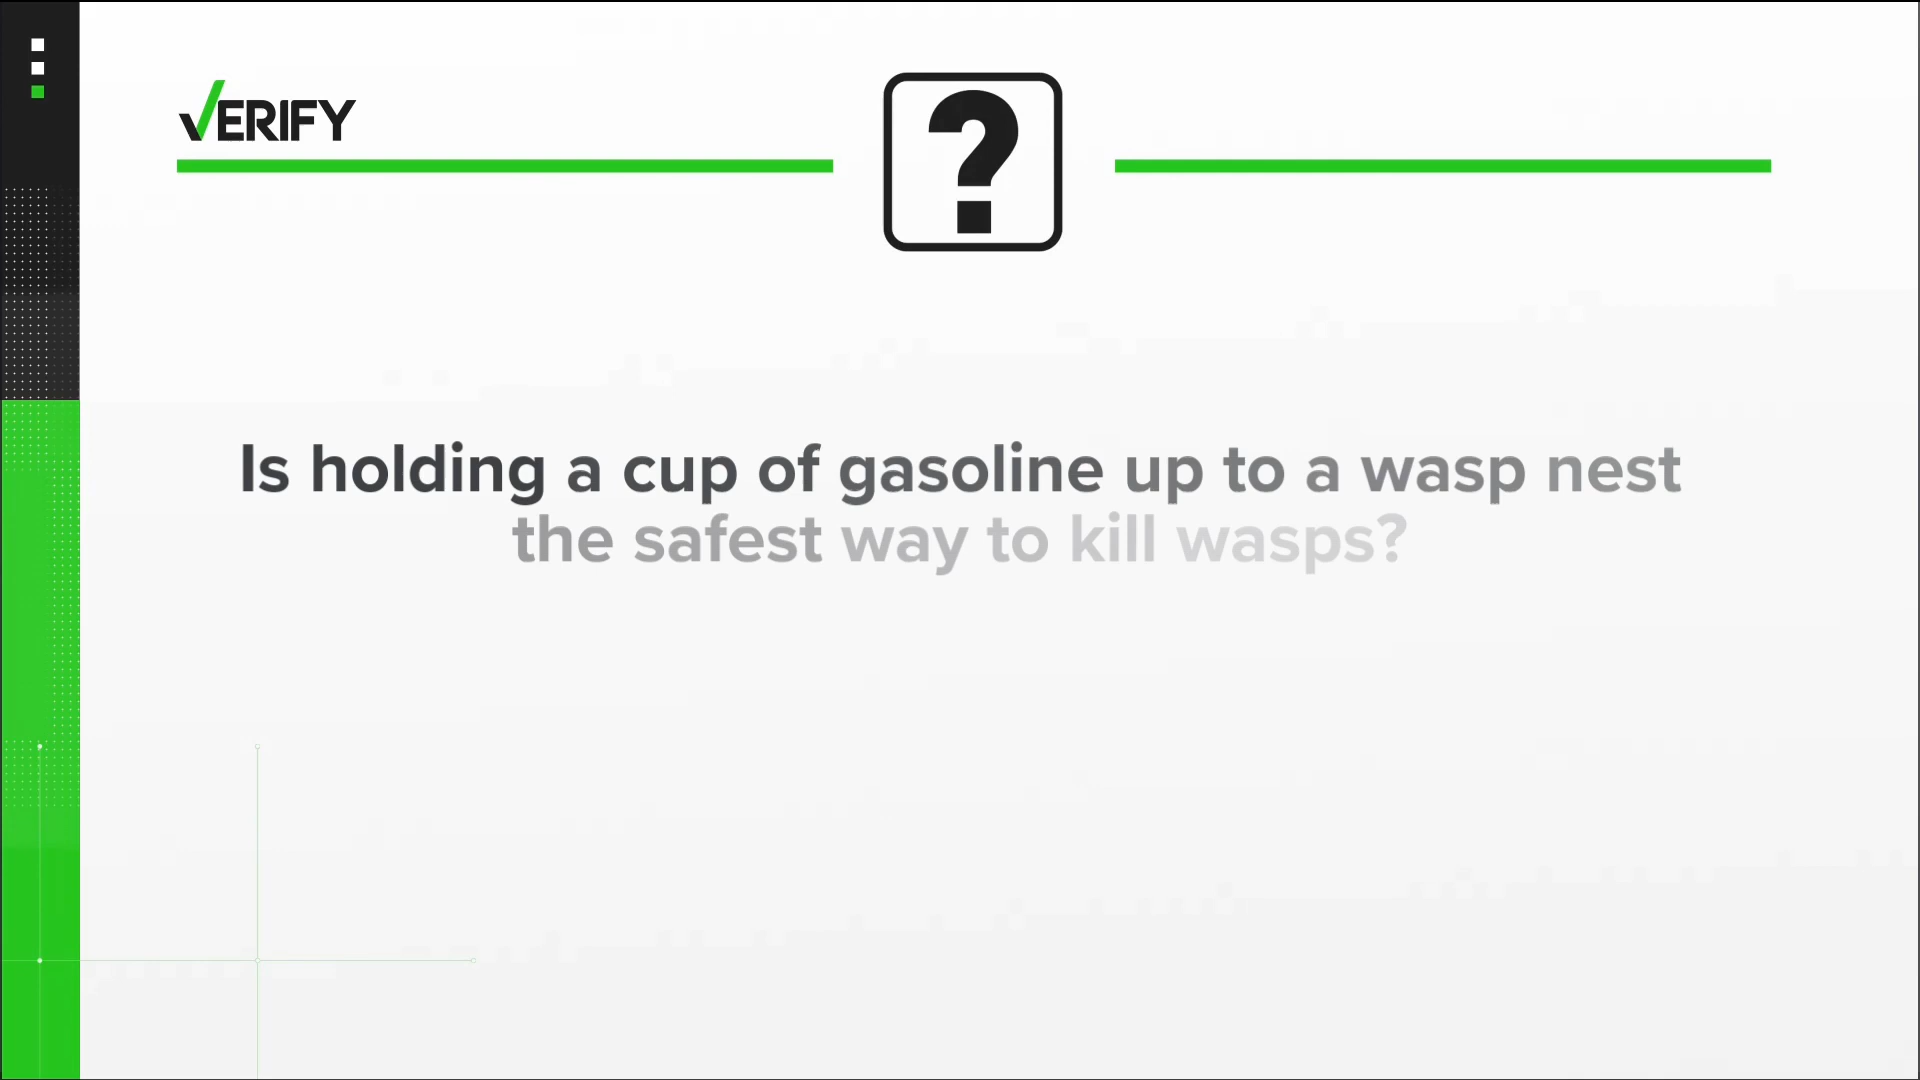 VERIFY
?
Is holding a cup of gasoline up to a wasp nest
the safest way to kill wasps?